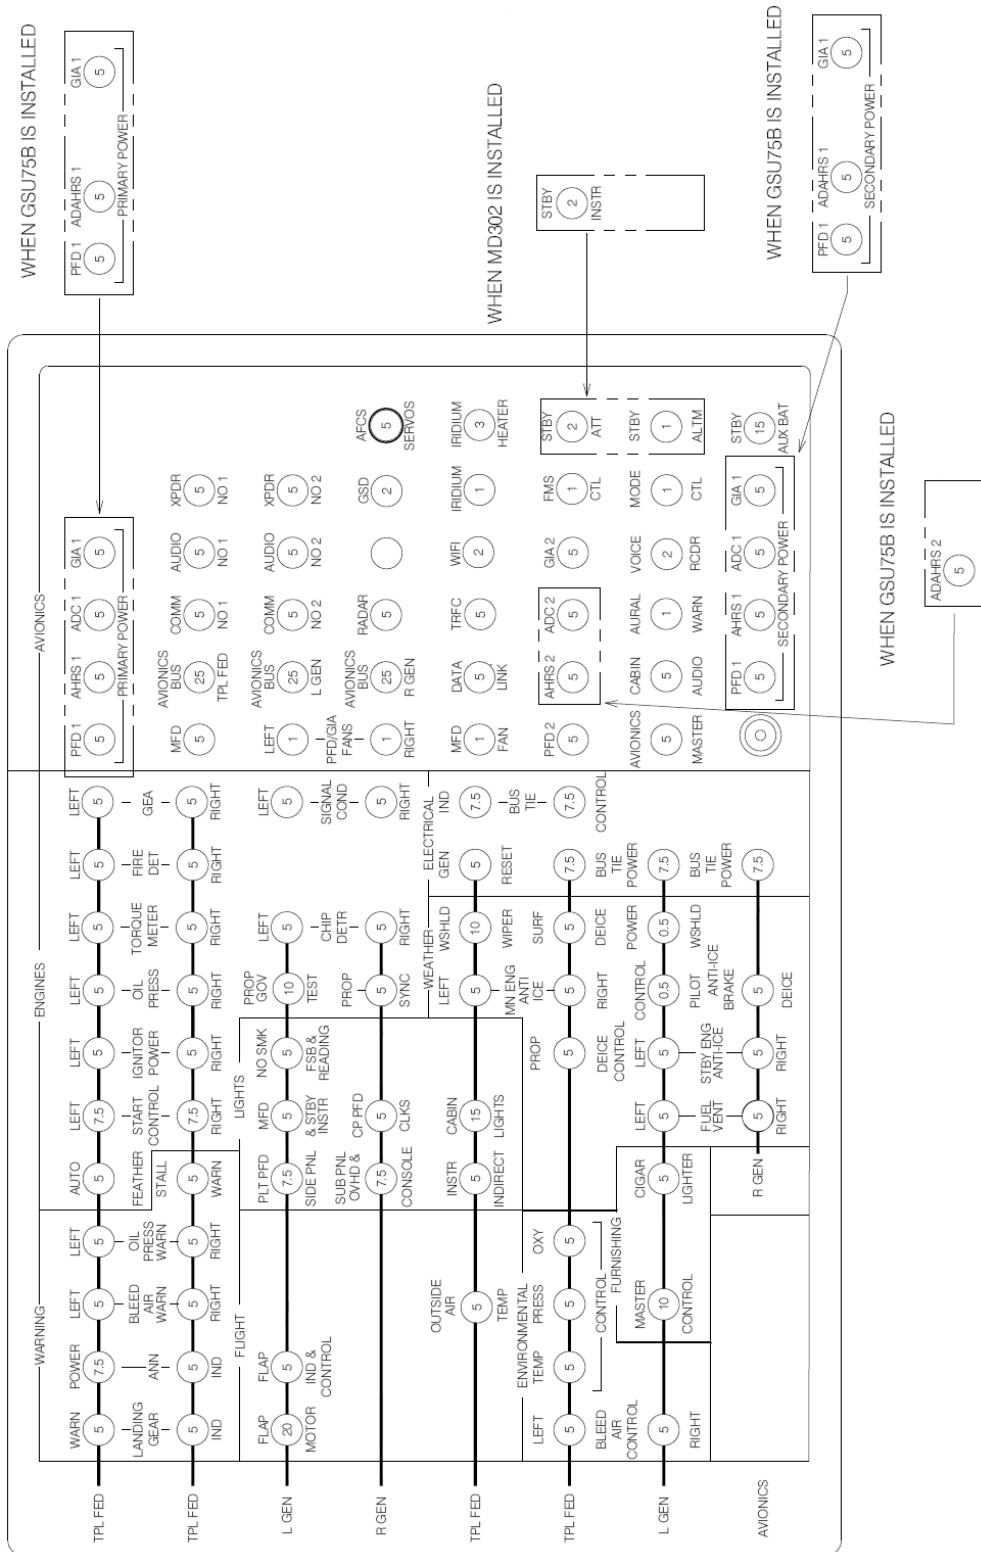 WHEN GSU75B IS INSTALLED
PFD 1 ADAHRS 1 GIA 1
5 5 5
PRIMARY POWER
WARNING
ENGINES
AVIONICS
WARN POWER LEFT LEFT AUTO LEFT LEFT LEFT LEFT LEFT LEFT PFD 1 AHRS 1 ADC 1 GIA 1
TPL FED 5 7.5 5 5 5 7.5 5 5 5 5 5 5 5 5 5
LANDING GEAR
ANN
BLEED AIR WARN
OIL PRESS WARN
FEATHER
START CONTROL
IGNITOR POWER
OIL PRESS
TORQUE METER
FIRE DET
GEA
PRIMARY POWER
STALL
MFD
AVIONICS BUS
COMM AUDIO XPDR
TPL FED 5 5 5 5 5 7.5 5 5 5 5 5 5 25 5 5 5
IND IND RIGHT RIGHT WARN RIGHT RIGHT RIGHT RIGHT RIGHT RIGHT TPL FED NO 1 NO 1 NO 1
FLIGHT
LIGHTS
FLAP FLAP PLT PFD MFD NO SMK PROP GOV LEFT LEFT LEFT AVIONICS BUS COMM AUDIO XPDR
L GEN 20 5 7.5 5 5 10 5 5 1 25 5 5 5
MOTOR
IND & CONTROL
SIDE PNL
& STBY INSTR
FSB & READING
TEST
CHIP DETR
SIGNAL COND
PFD/GIA FANS
L GEN NO 2 NO 2 NO 2
SUB PNL OVHD &
CP PFD
PROP
AVIONICS BUS
RADAR GSD AFCS
R GEN 7.5 5 5 5 5 1 25 5 2 5
CONSOLE CLKS SYNC RIGHT RIGHT RIGHT R GEN SERVOS
WEATHER
ELECTRICAL
OUTSIDE AIR
INSTR CABIN LEFT WSHLD GEN IND MFD DATA TRFC WIFI IRIDIUM IRIDIUM
TPL FED 5 5 15 5 10 5 7.5 1 5 5 2 1 3
TEMP INDIRECT LIGHTS
MN ENG ANTI ICE
WIPER RESET
BUS TIE
FAN LINK HEATER
ENVIRONMENTAL
LEFT TEMP PRESS OXY PROP SURF PFD 2 AHRS 2 ADC 2 GIA 2 FMS STBY
TPL FED 5 5 5 5 5 5 5 7.5 7.5 5 5 5 5 1 2
BLEED AIR CONTROL
CONTROL
DEICE CONTROL
RIGHT DEICE
BUS TIE POWER
CONTROL
CTL ATT
FURNISHING
MASTER CIGAR LEFT LEFT CONTROL POWER AVIONICS CABIN AURAL VOICE MODE STBY
L GEN 5 10 5 5 5 0.5 0.5 7.5 5 5 1 2 1 1
RIGHT CONTROL LIGHTER
FUEL VENT
STBY ENG ANTI-ICE
PILOT WSHLD
ANTI-ICE
BRAKE
BUS TIE POWER
MASTER AUDIO WARN RCDR CTL ALTM
PFD 1 AHRS 1 ADC 1 GIA 1 STBY
AVIONICS
R GEN 5 5 5 7.5 5 5 5 5 15
RIGHT RIGHT DEICE
SECONDARY POWER
AUX BAT
WHEN MD302 IS INSTALLED
STBY
2
INSTR
WHEN GSU75B IS INSTALLED
PFD 1 ADAHRS 1 GIA 1
5 5 5
SECONDARY POWER
WHEN GSU75B IS INSTALLED
ADAHRS 2
5